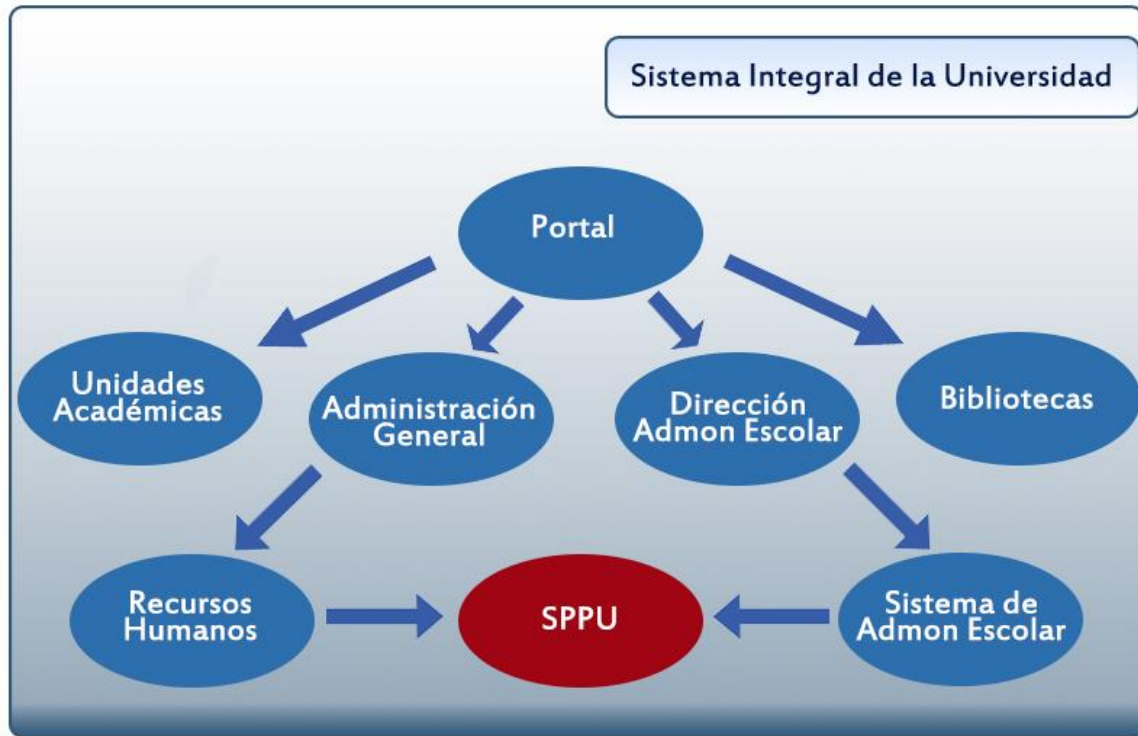 Sistema Integral de la Universidad
Portal
Unidades
Académicas
Administración
General
Dirección
Admon Escolar
Bibliotecas
Recursos
Humanos
SPPU
Sistema de
Admon Escolar